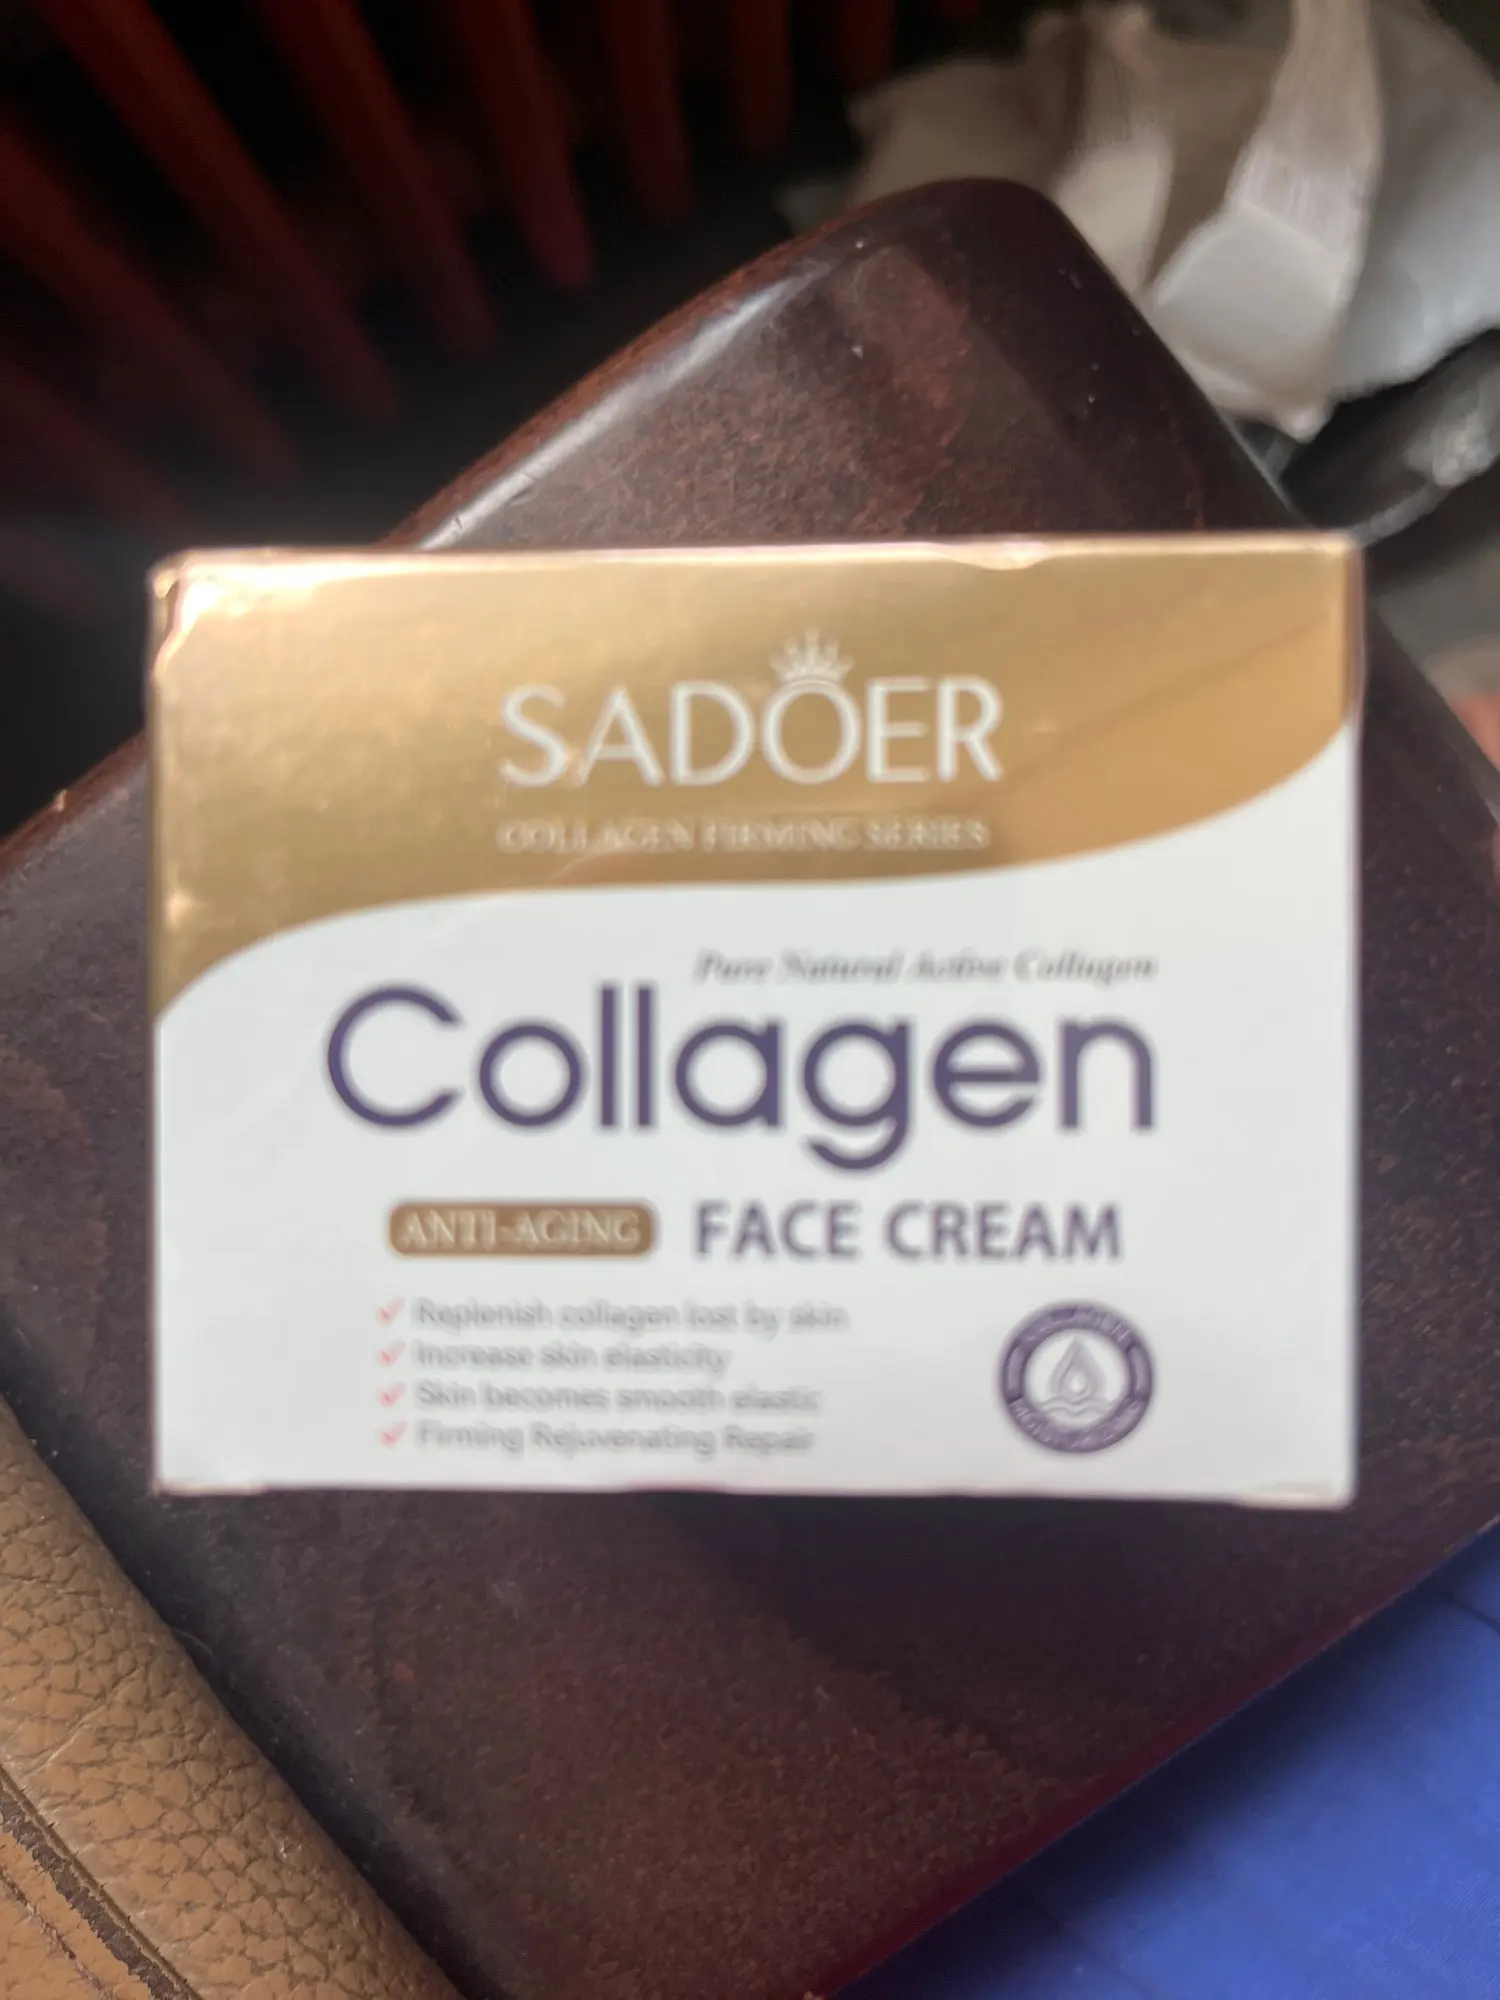 SADOER
COLLAGEN FIRMING SERIES
Pure Natural Active Collagen
Collagen
ANTI-AGING FACE CREAM
✓ Replenish collagen lost by skin
✓ Increase skin elasticity
✓ Skin becomes smooth elastic
✓ Firming Rejuvenating Repair